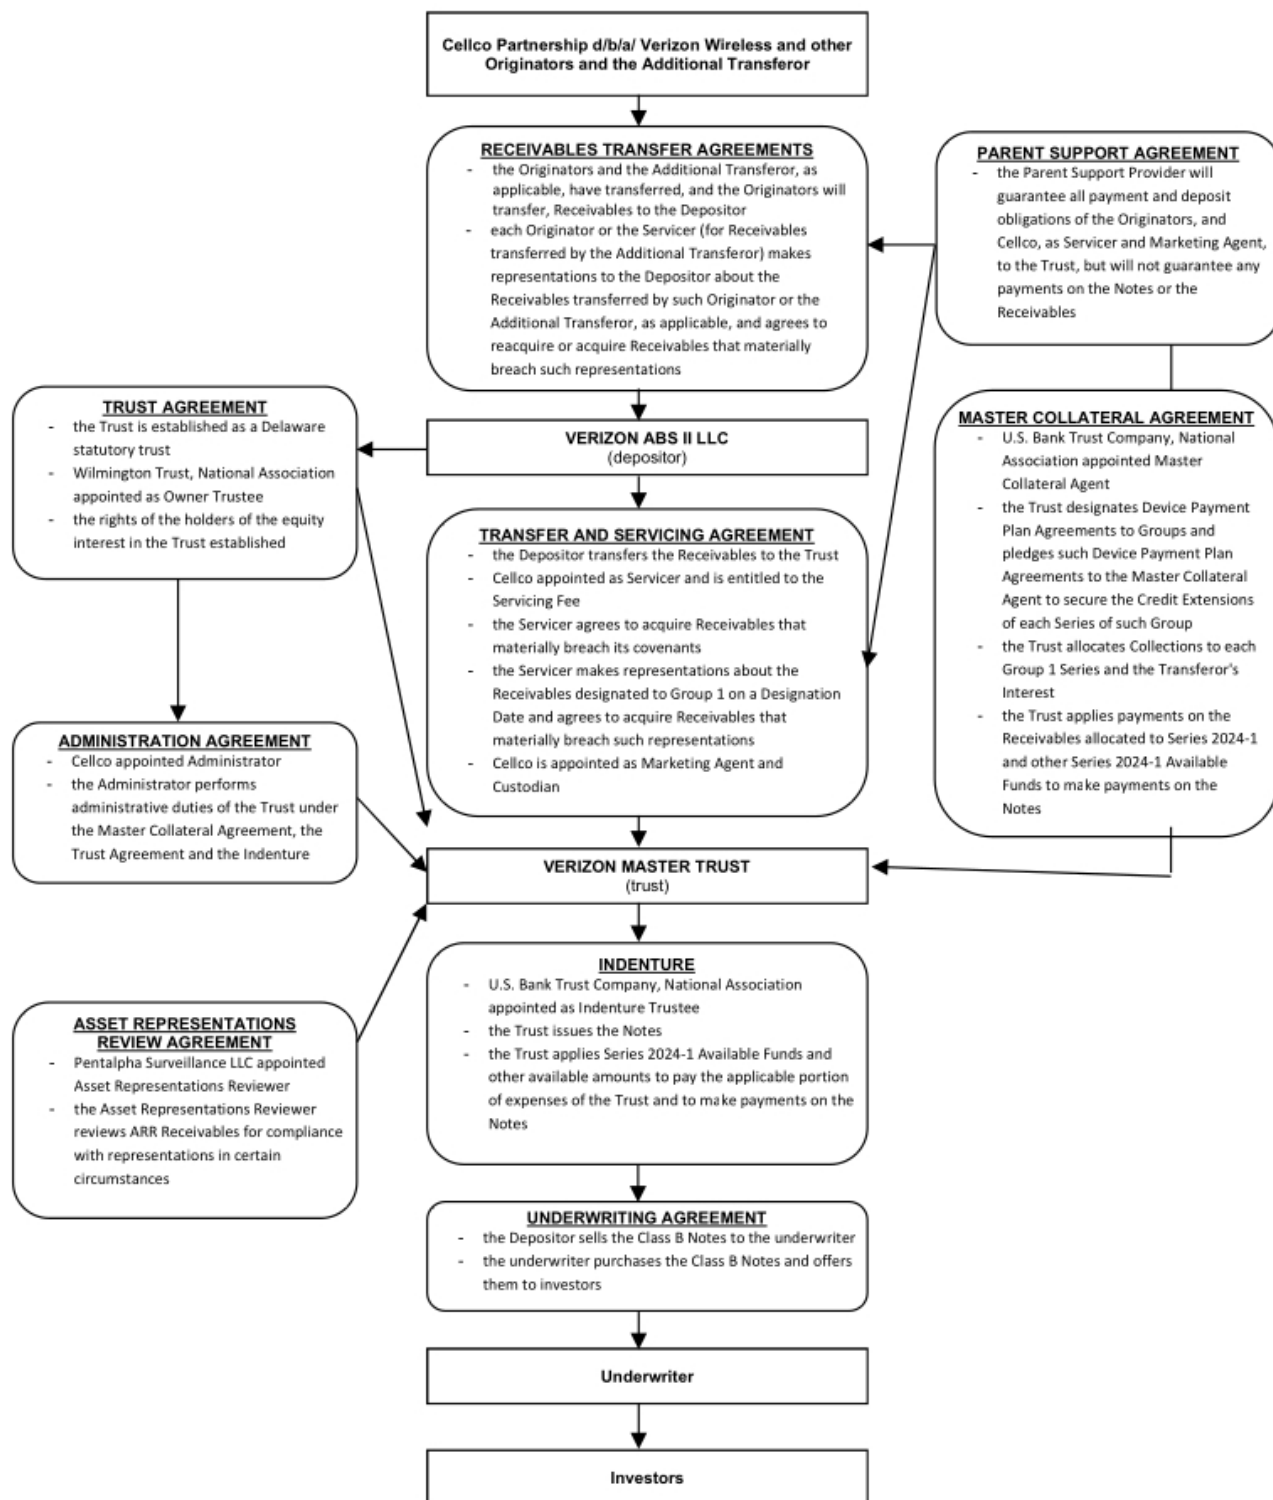 Cellco Partnership d/b/a/ Verizon Wireless and other
Originators and the Additional Transferor
RECEIVABLES TRANSFER AGREEMENTS
- the Originators and the Additional Transferor, as
applicable, have transferred, and the Originators will
transfer, Receivables to the Depositor
- each Originator or the Servicer (for Receivables
transferred by the Additional Transferor) makes
representations to the Depositor about the
Receivables transferred by such Originator or the
Additional Transferor, as applicable, and agrees to
reacquire or acquire Receivables that materially
breach such representations
PARENT SUPPORT AGREEMENT
- the Parent Support Provider will
guarantee all payment and deposit
obligations of the Originators, and
Cellco, as Servicer and Marketing Agent,
to the Trust, but will not guarantee any
payments on the Notes or the
Receivables
TRUST AGREEMENT
- the Trust is established as a Delaware
statutory trust
- Wilmington Trust, National Association
appointed as Owner Trustee
- the rights of the holders of the equity
interest in the Trust established
VERIZON ABS II LLC
(depositor)
MASTER COLLATERAL AGREEMENT
- U.S. Bank Trust Company, National
Association appointed Master
Collateral Agent
- the Trust designates Device Payment
Plan Agreements to Groups and
pledges such Device Payment Plan
Agreements to the Master Collateral
Agent to secure the Credit Extensions
of each Series of such Group
- the Trust allocates Collections to each
Group 1 Series and the Transferor's
Interest
- the Trust applies payments on the
Receivables allocated to Series 2024-1
and other Series 2024-1 Available
Funds to make payments on the
Notes
TRANSFER AND SERVICING AGREEMENT
- the Depositor transfers the Receivables to the Trust
- Cellco appointed as Servicer and is entitled to the
Servicing Fee
- the Servicer agrees to acquire Receivables that
materially breach its covenants
- the Servicer makes representations about the
Receivables designated to Group 1 on a Designation
Date and agrees to acquire Receivables that
materially breach such representations
- Cellco is appointed as Marketing Agent and
Custodian
ADMINISTRATION AGREEMENT
- Cellco appointed Administrator
- the Administrator performs
administrative duties of the Trust under
the Master Collateral Agreement, the
Trust Agreement and the Indenture
VERIZON MASTER TRUST
(trust)
INDENTURE
- U.S. Bank Trust Company, National Association
appointed as Indenture Trustee
- the Trust issues the Notes
- the Trust applies Series 2024-1 Available Funds and
other available amounts to pay the applicable portion
of expenses of the Trust and to make payments on the
Notes
ASSET REPRESENTATIONS
REVIEW AGREEMENT
- Pentalpha Surveillance LLC appointed
Asset Representations Reviewer
- the Asset Representations Reviewer
reviews ARR Receivables for compliance
with representations in certain
circumstances
UNDERWRITING AGREEMENT
- the Depositor sells the Class B Notes to the underwriter
- the underwriter purchases the Class B Notes and offers
them to investors
Underwriter
Investors